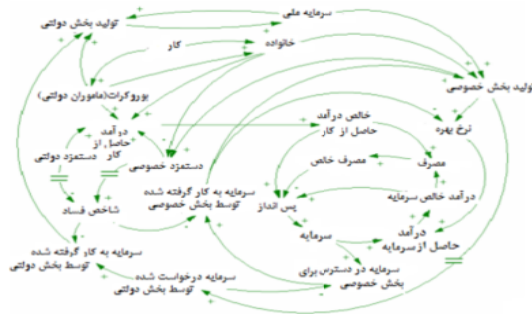 سرمایه ملی
تولید بخش دولتی
کار
خانواده
تولید بخش خصوصی
بوروکرات(ماموران دولتی)
خالص درآمد
حاصل از کار
نرخ بهره
درآمد
حاصل از
کار
دستمزد دولتی
دستمزد خصوصی
مصرف خالص
مصرف
سرمایه به کار گرفته شده
توسط بخش خصوصی
درآمد خالص سرمایه
پس انداز
شاخص فساد
سرمایه
درآمد
حاصل از سرمایه
سرمایه به کار گرفته شده
توسط بخش دولتی
سرمایه درخواست شده
توسط بخش دولتی
سرمایه در دسترس برای
بخش خصوصی